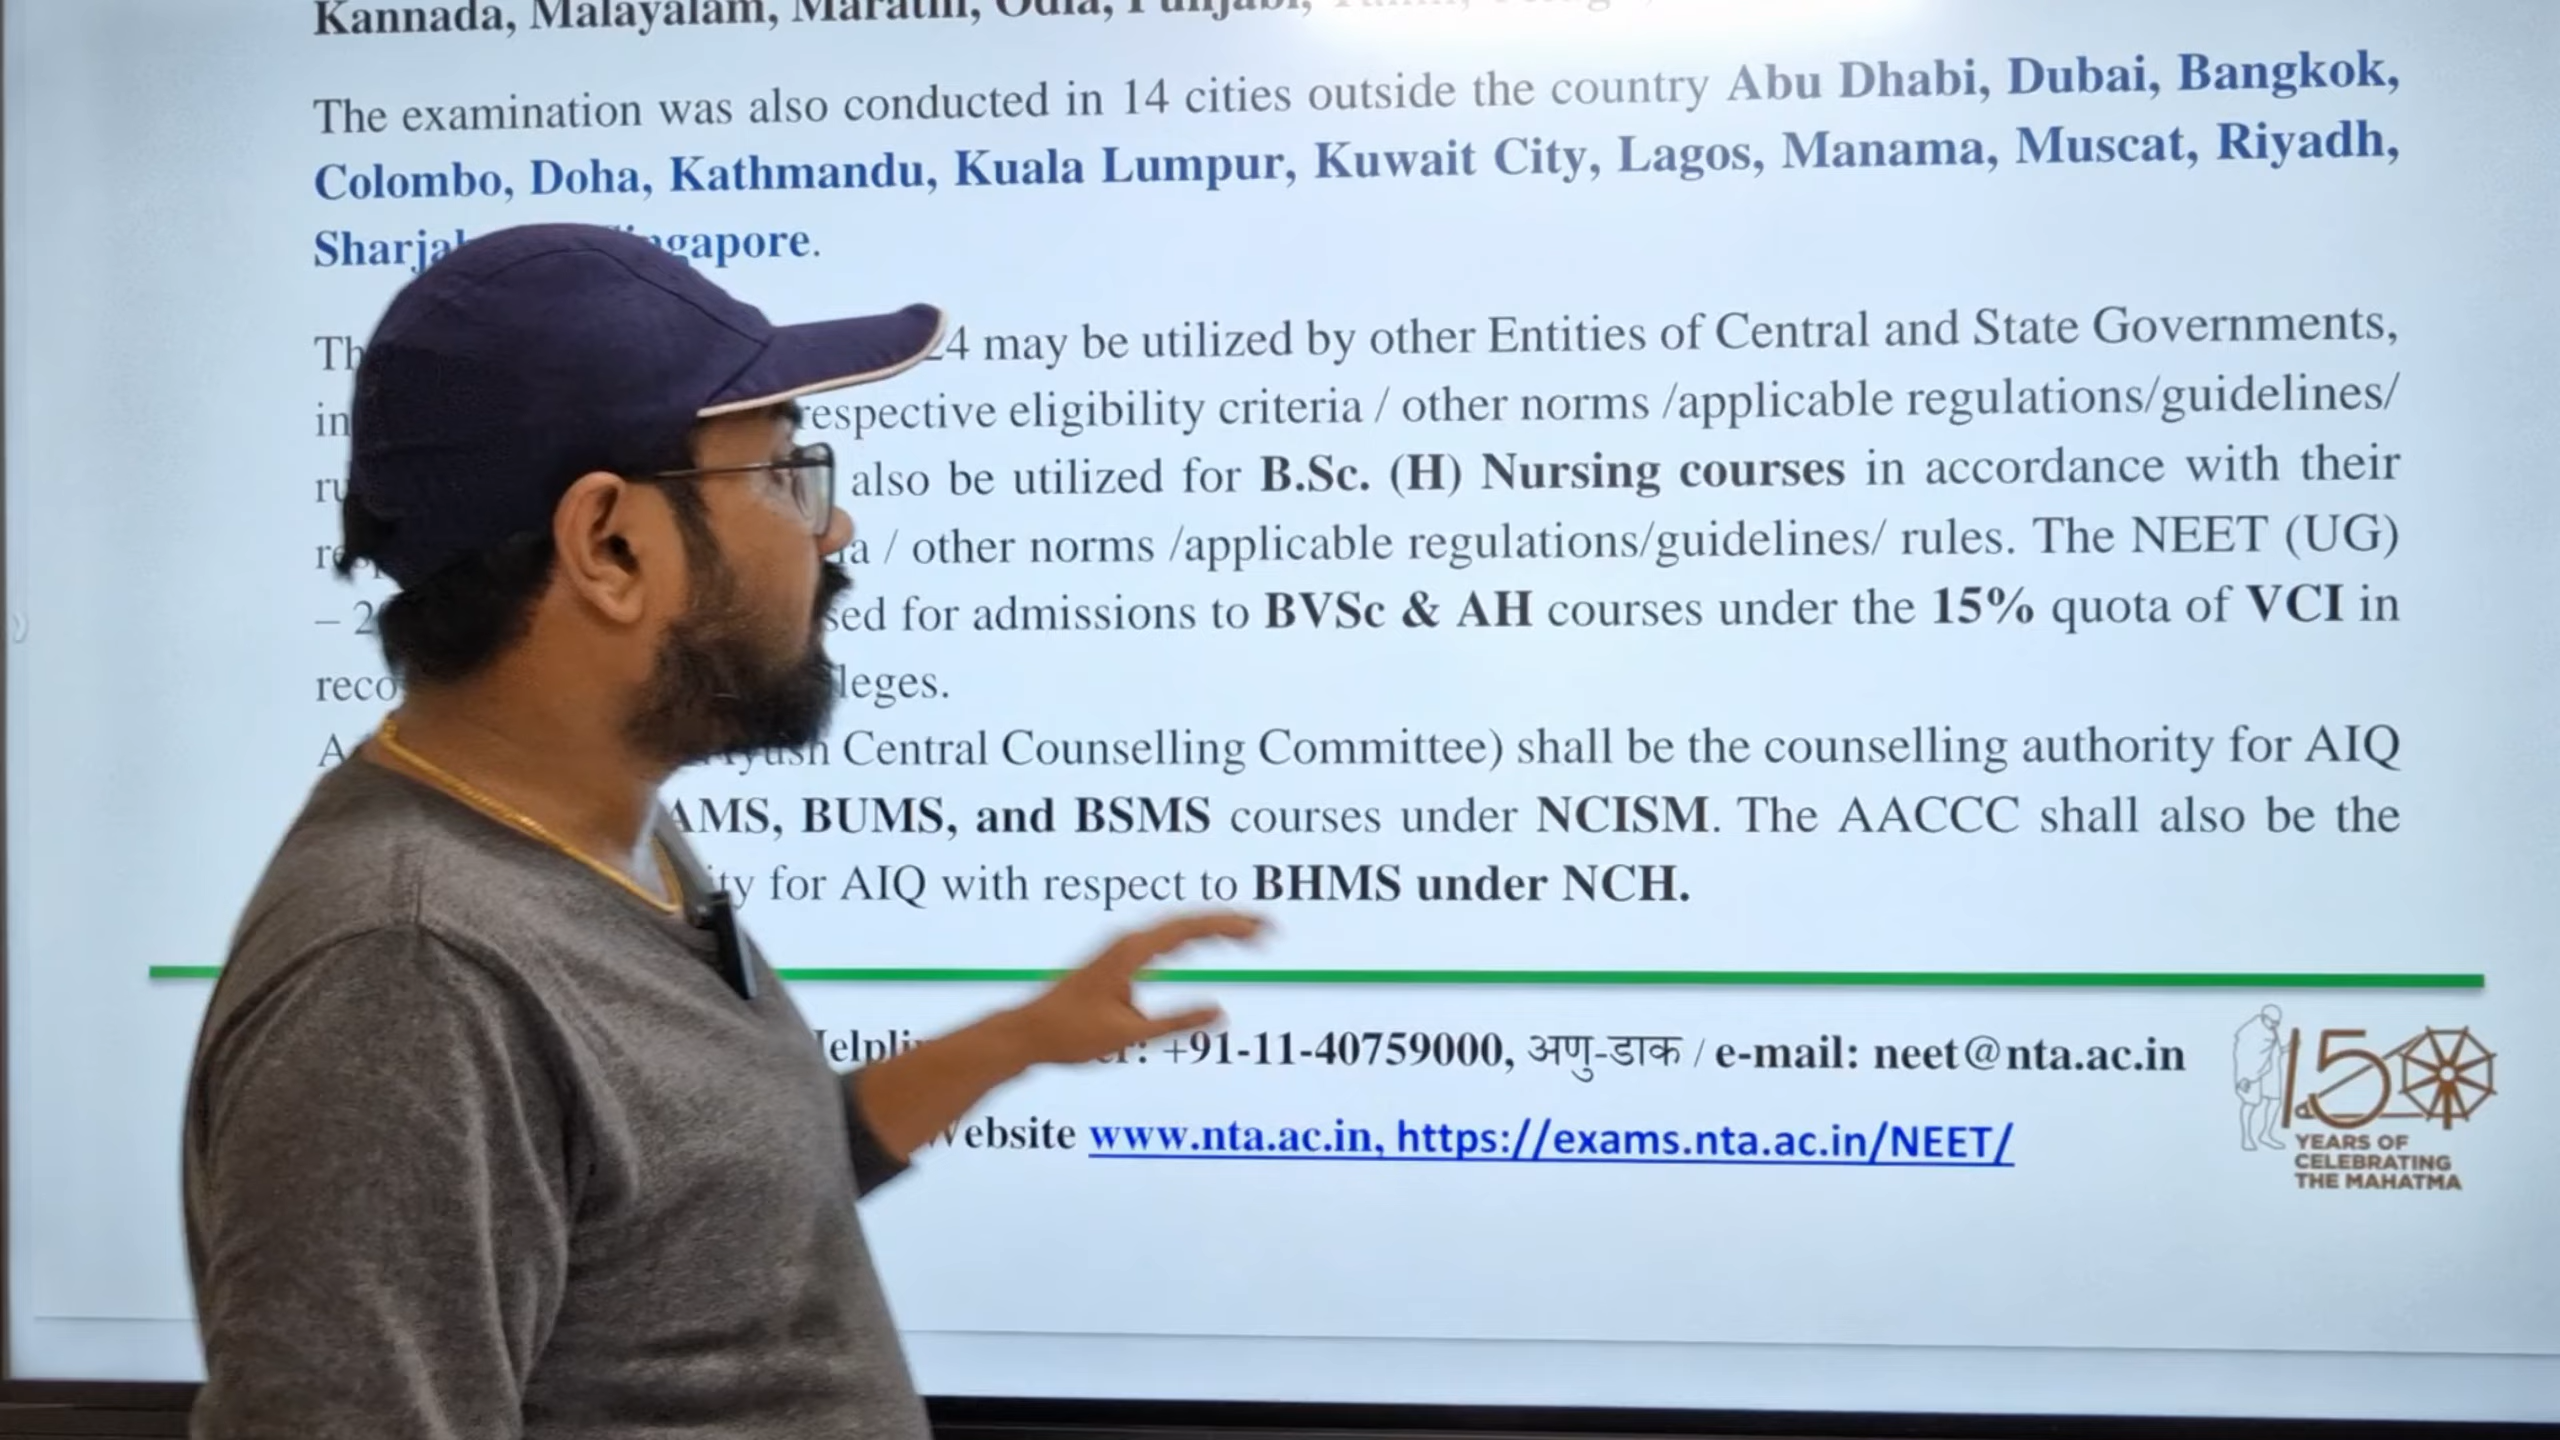 Kannada, Malayalam, Marathi, Odia, Punjabi,
The examination was also conducted in 14 cities outside the country Abu Dhabi, Dubai, Bangkok,
Colombo, Doha, Kathmandu, Kuala Lumpur, Kuwait City, Lagos, Manama, Muscat, Riyadh,
gapore.
4 may be utilized by other Entities of Central and State Governments,
in respective eligibility criteria / other norms /applicable regulations/guidelines/
also be utilized for B.Sc. (H) Nursing courses in accordance with their
/ other norms /applicable regulations/guidelines/ rules. The NEET (UG)
– sed for admissions to BVSc & AH courses under the 15% quota of VCI in
reco leges.
Central Counselling Committee) shall be the counselling authority for AIQ
AMS, BUMS, and BSMS courses under NCISM. The AACCC shall also be the
ty for AIQ with respect to BHMS under NCH.
+91-11-40759000, अणु-डाक / e-mail: neet@nta.ac.in
Website www.nta.ac.in, https://exams.nta.ac.in/NEET/
150
YEARS OF
CELEBRATING
THE MAHATMA